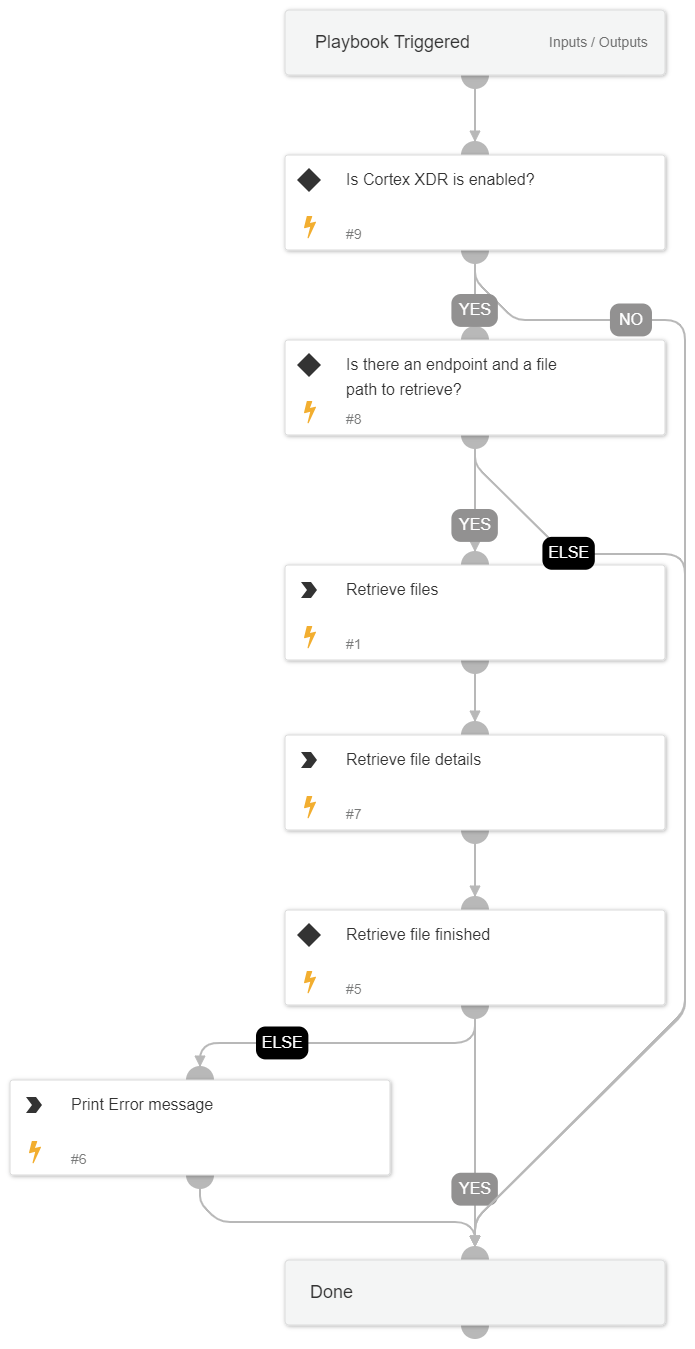 Playbook Triggered
Inputs / Outputs
Is Cortex XDR is enabled?
#9
YES
NO
Is there an endpoint and a file
path to retrieve?
#8
YES
ELSE
Retrieve files
#1
Retrieve file details
#7
Retrieve file finished
#5
ELSE
Print Error message
#6
YES
Done